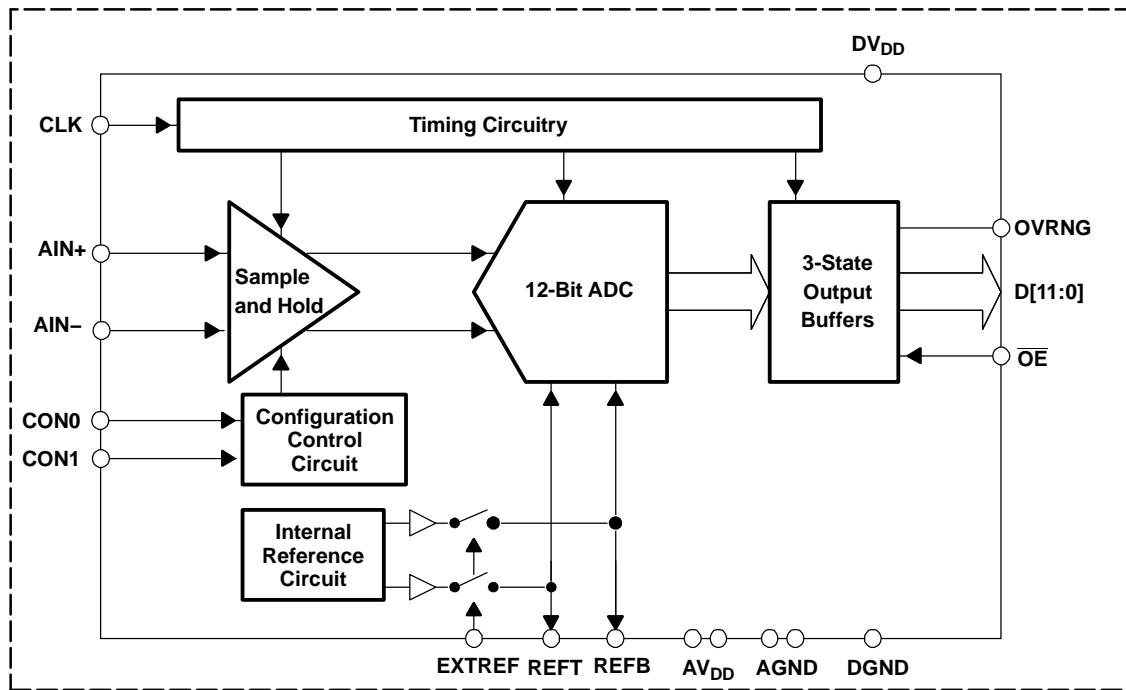 DV_DD
CLK
Timing Circuitry
AIN+
Sample
and Hold
12-Bit ADC
3-State
Output
Buffers
OVRNG
D[11:0]
AIN−
O̅E̅
CON0
CON1
Configuration
Control
Circuit
Internal
Reference
Circuit
EXTREF
REFT
REFB
AV_DD
AGND
DGND